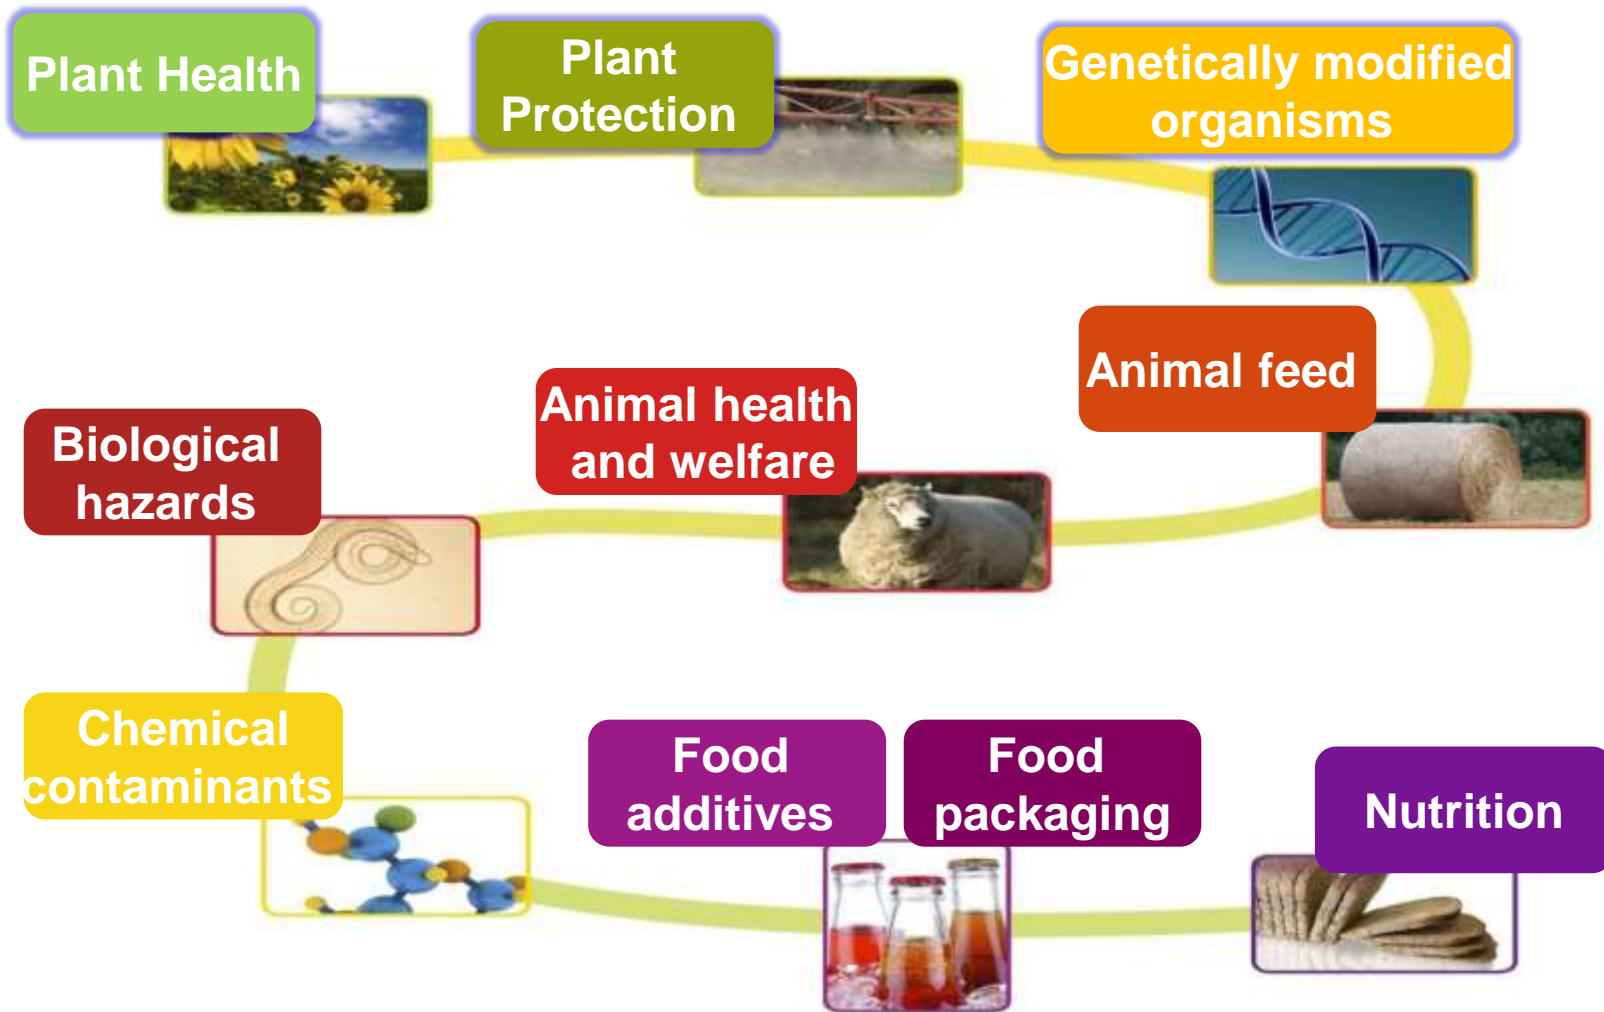 Plant Health
Plant
Protection
Genetically modified
organisms
Animal feed
Animal health
and welfare
Biological
hazards
Chemical
contaminants
Food
additives
Food
packaging
Nutrition